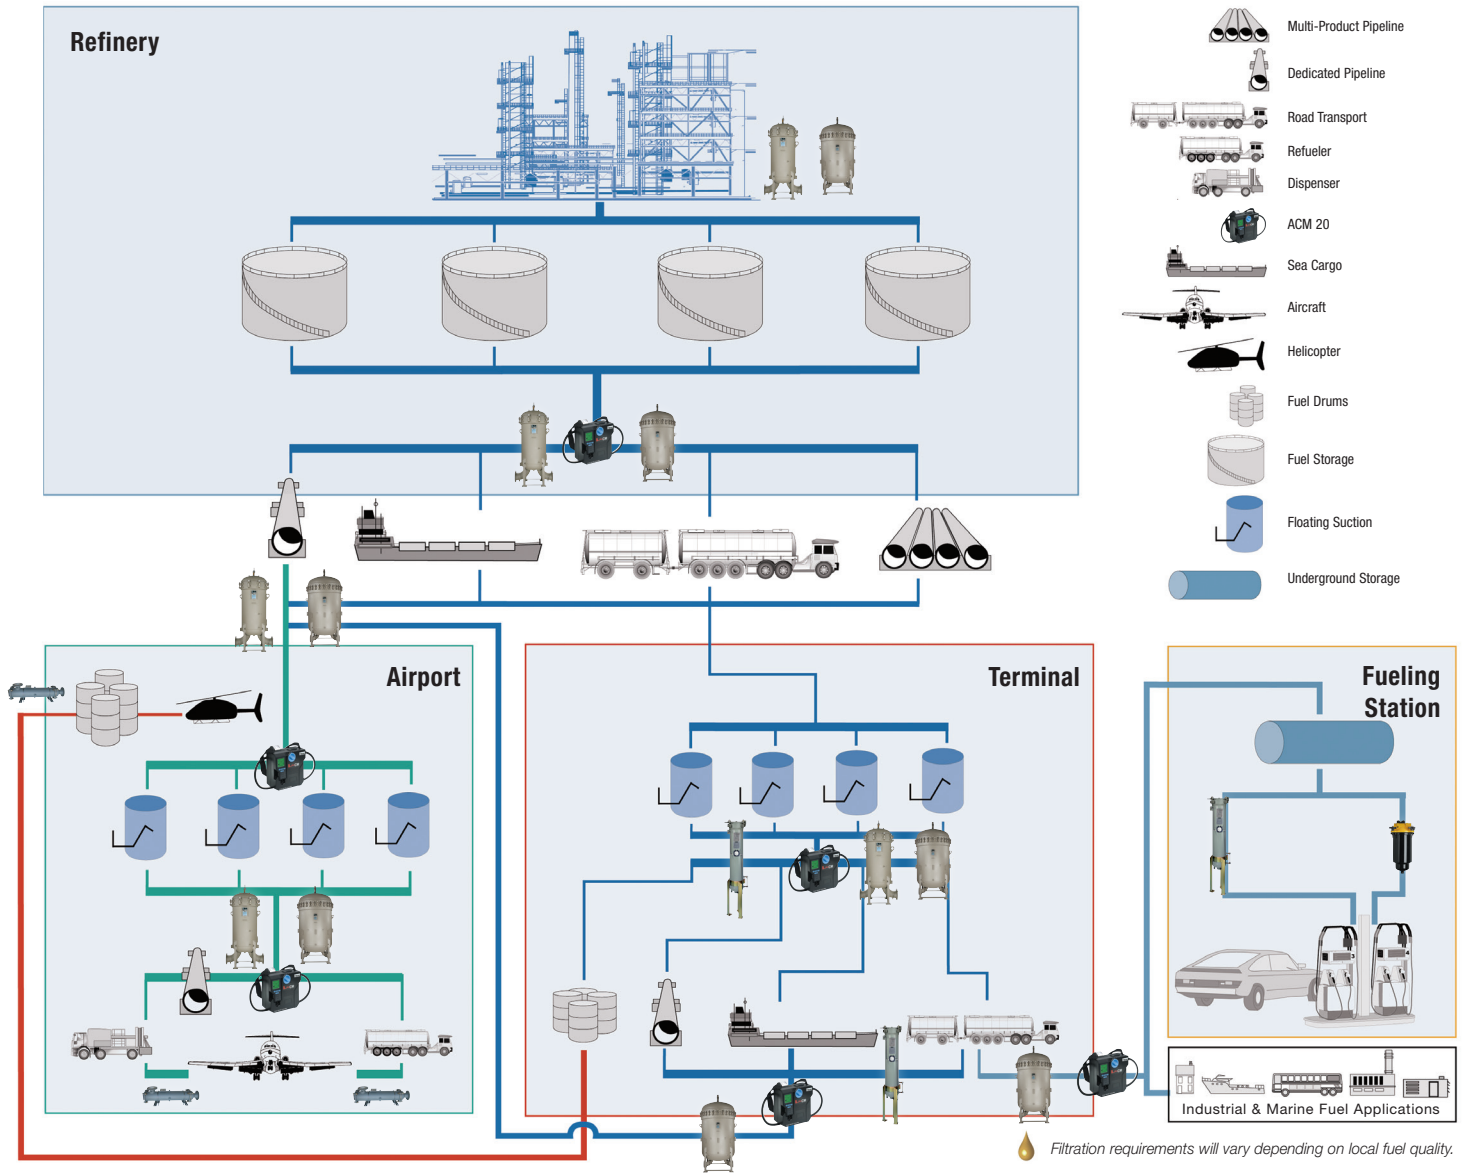 Refinery
Multi-Product Pipeline
Dedicated Pipeline
Road Transport
Refueler
Dispenser
ACM 20
Sea Cargo
Aircraft
Helicopter
Fuel Drums
Fuel Storage
Floating Suction
Underground Storage
Airport
Terminal
Fueling
Station
3
4
Industrial & Marine Fuel Applications
Filtration requirements will vary depending on local fuel quality.